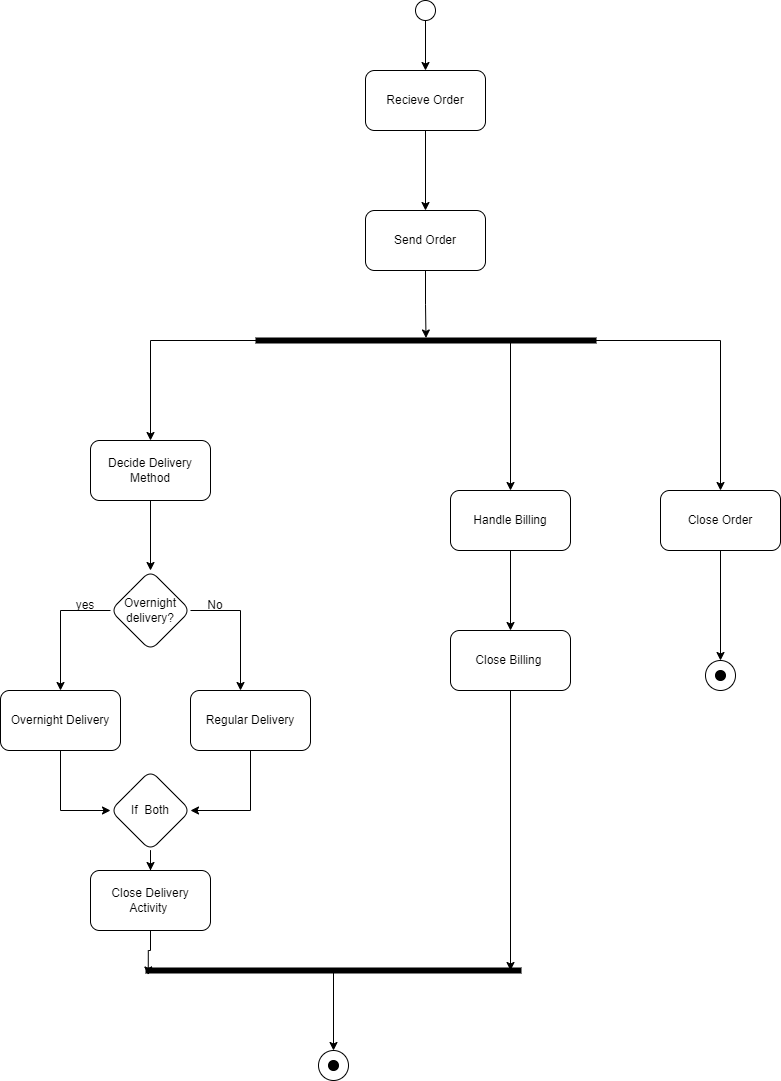 Recieve Order
Send Order
Decide Delivery
Method
Overnight
delivery?
yes
No
Overnight Delivery
Regular Delivery
If Both
Close Delivery
Activity
Handle Billing
Close Billing
Close Order